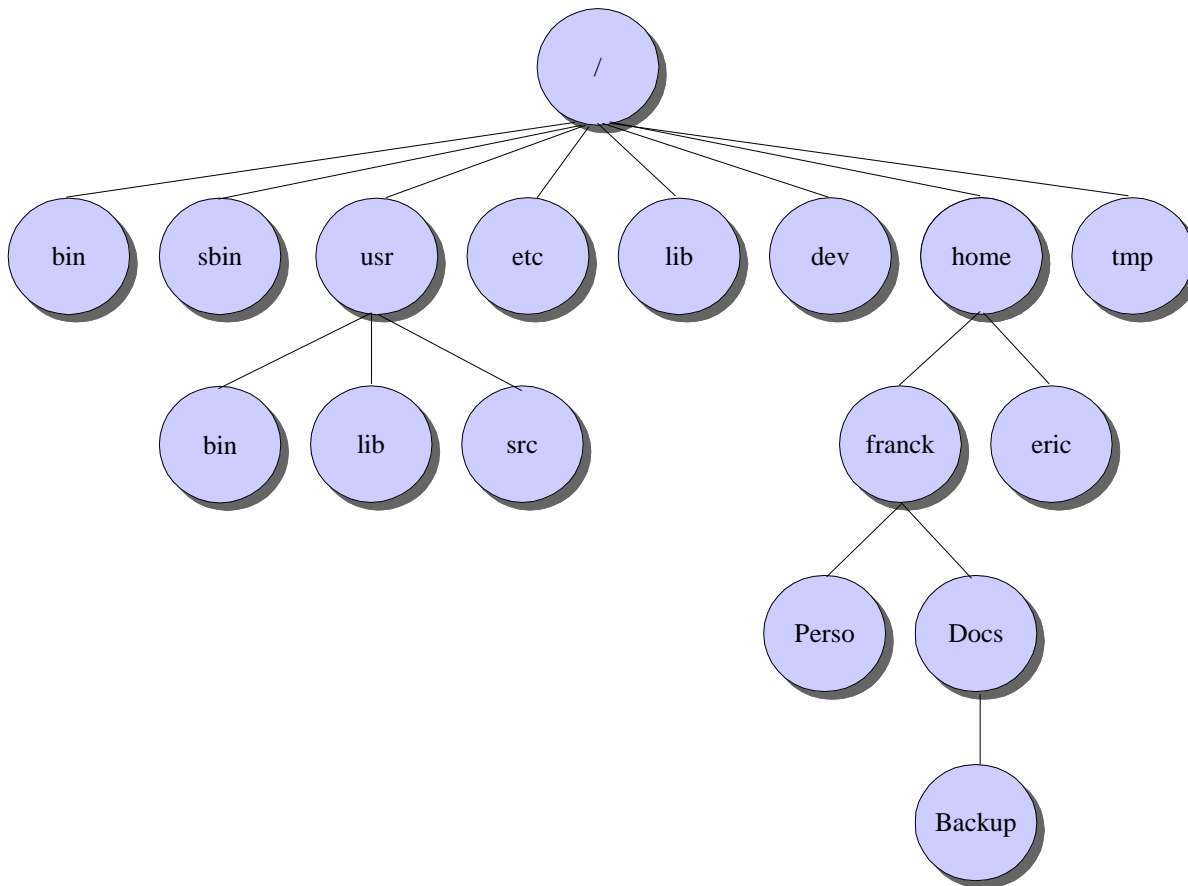 /
bin
sbin
usr
etc
lib
dev
home
tmp
bin
lib
src
franck
eric
Perso
Docs
Backup